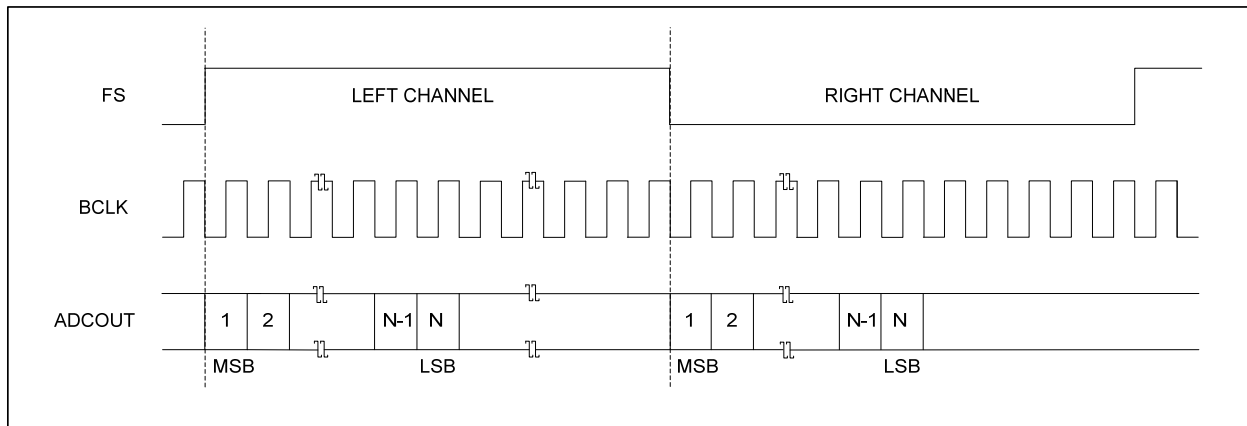 FS
LEFT CHANNEL
RIGHT CHANNEL
BCLK
ADCOUT
1
2
N-1
N
1
2
N-1
N
MSB
LSB
MSB
LSB